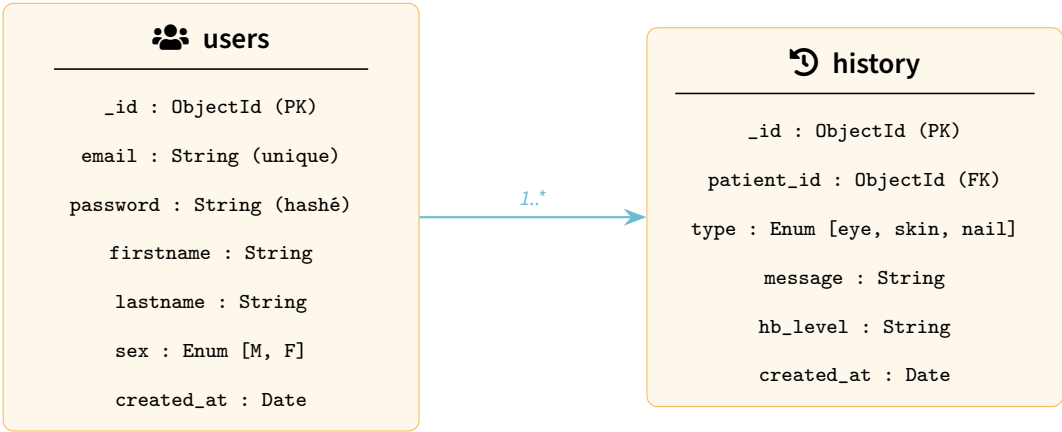 users
_id : ObjectId (PK)
email : String (unique)
password : String (hashé)
firstname : String
lastname : String
sex : Enum [M, F]
created_at : Date
1..*
history
_id : ObjectId (PK)
patient_id : ObjectId (FK)
type : Enum [eye, skin, nail]
message : String
hb_level : String
created_at : Date